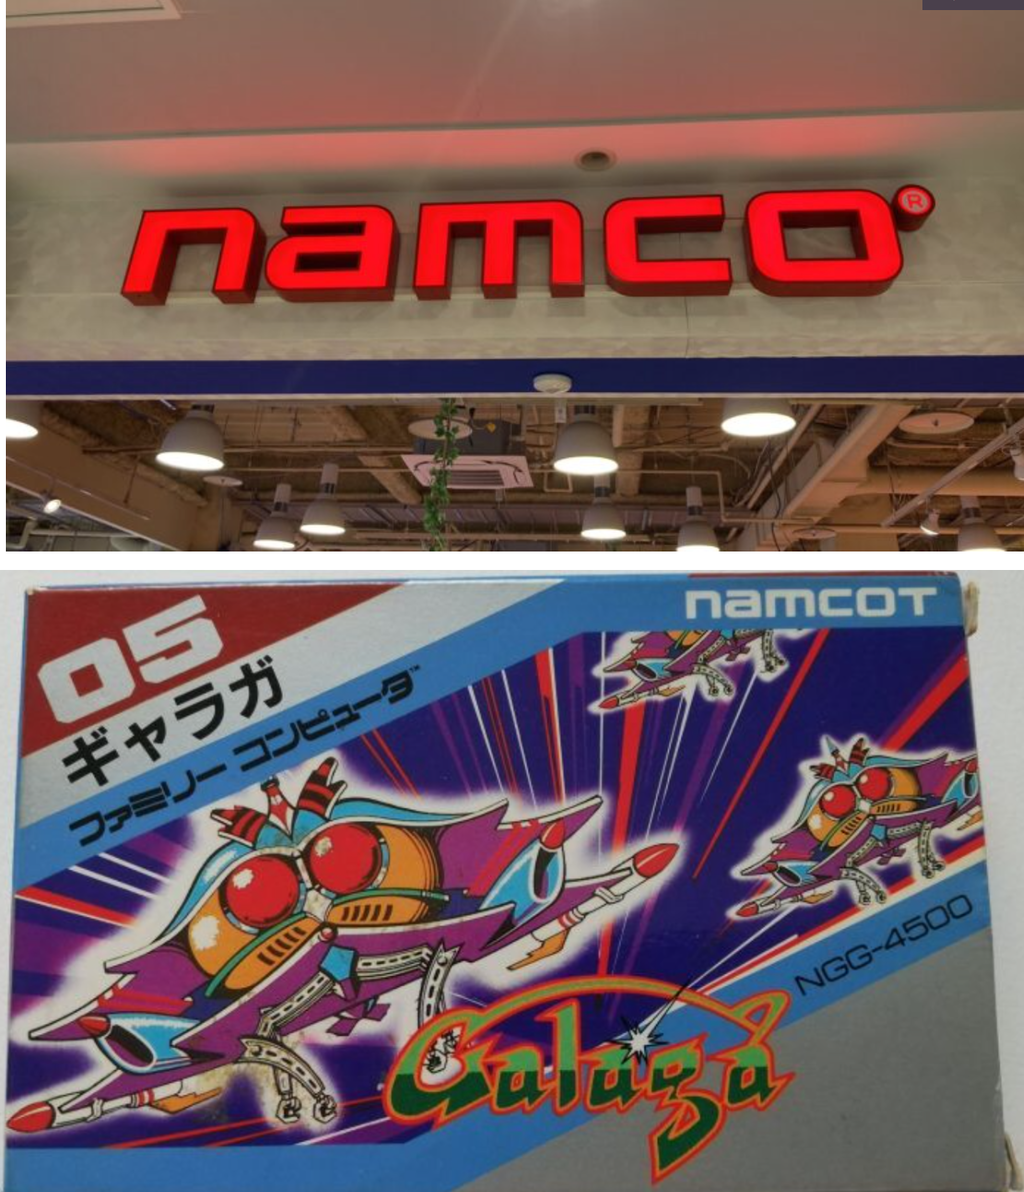 namco®
05
namcoT
ギャラガ
ファミリーコンピュータ™
NGG-4500
Galaga